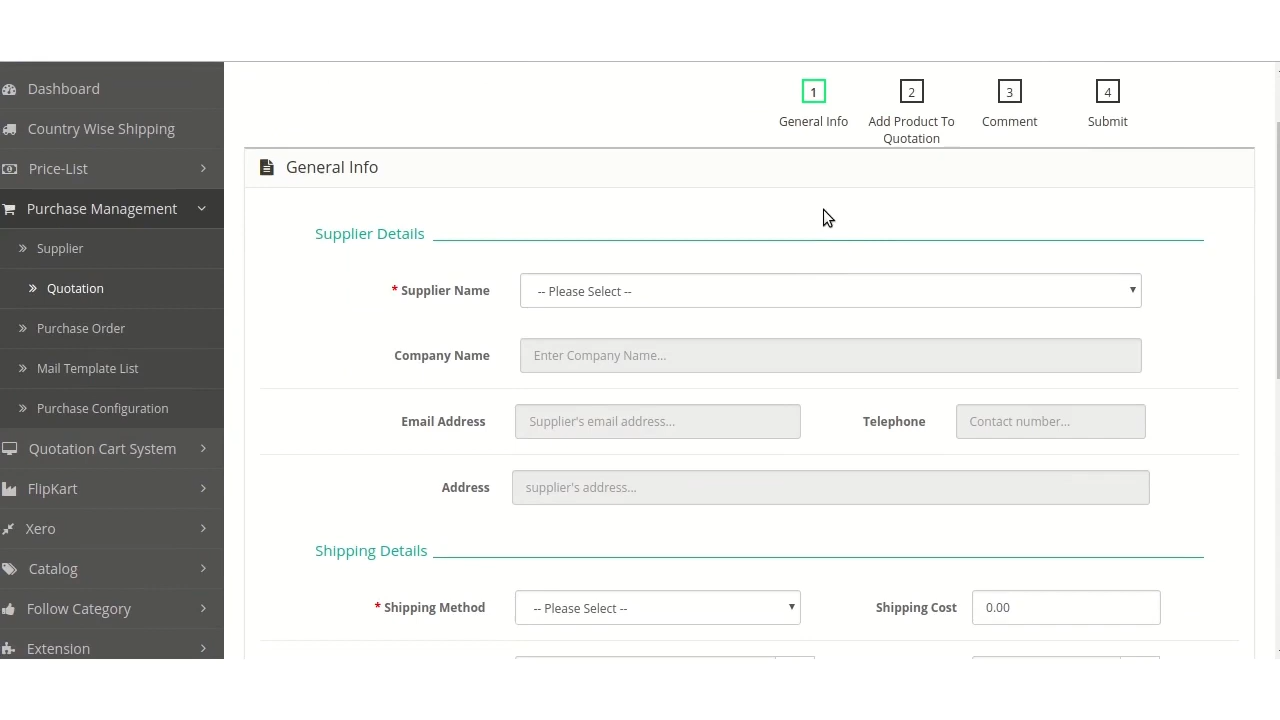 Dashboard
Country Wise Shipping
Price-List
Purchase Management
Supplier
Quotation
Purchase Order
Mail Template List
Purchase Configuration
Quotation Cart System
FlipKart
Xero
Catalog
Follow Category
Extension
1 2 3 4
General Info Add Product To Comment Submit
Quotation
General Info
Supplier Details
* Supplier Name -- Please Select --
Company Name Enter Company Name...
Email Address Supplier's email address... Telephone Contact number...
Address supplier's address...
Shipping Details
* Shipping Method -- Please Select -- Shipping Cost 0.00